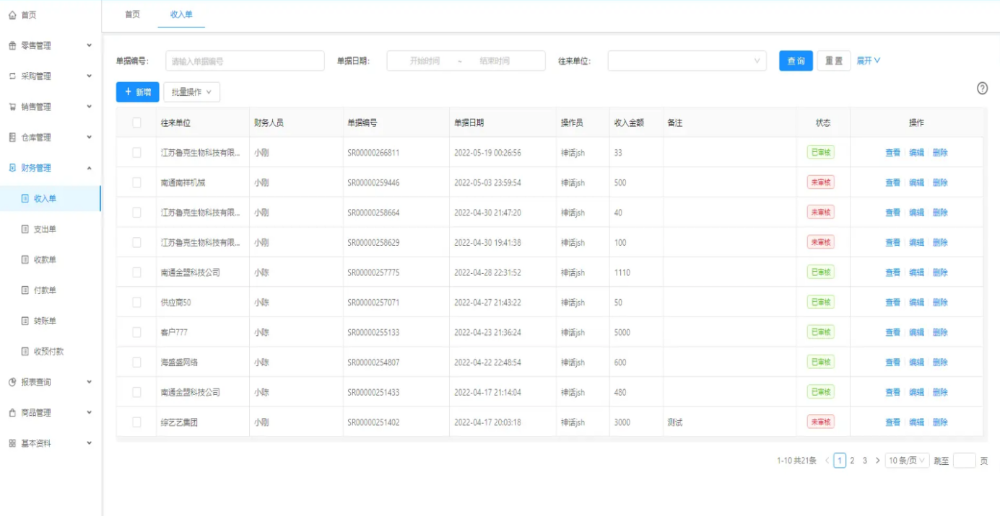 首页
零售管理
采购管理
销售管理
仓库管理
财务管理
收入单
支出单
收款单
付款单
转账单
收预付款
报表查询
商品管理
基本资料
首页 收入单
单据编号: 请输入单据编号 单据日期: 开始时间 ~ 结束时间 往来单位: 查询 重置 展开
+ 新增 批量操作
往来单位 财务人员 单据编号 单据日期 操作员 收入金额 备注 状态 操作
江苏鲁克生物科技有限... 小刚 SR00000266811 2022-05-19 00:26:56 神话jsh 33 已审核 查看 编辑 删除
南通南祥机械 小刚 SR00000259446 2022-05-03 23:59:54 神话jsh 500 未审核 查看 编辑 删除
江苏鲁克生物科技有限... 小刚 SR00000258664 2022-04-30 21:47:20 神话jsh 40 未审核 查看 编辑 删除
江苏鲁克生物科技有限... 小刚 SR00000258629 2022-04-30 19:41:38 神话jsh 100 未审核 查看 编辑 删除
南通金盟科技公司 小陈 SR00000257775 2022-04-28 22:31:52 神话jsh 1110 已审核 查看 编辑 删除
供应商50 小陈 SR00000257071 2022-04-27 21:43:22 神话jsh 50 已审核 查看 编辑 删除
客户777 小陈 SR00000255133 2022-04-23 21:36:24 神话jsh 5000 已审核 查看 编辑 删除
海盛盛网络 小陈 SR00000254807 2022-04-22 22:48:54 神话jsh 600 已审核 查看 编辑 删除
南通金盟科技公司 小陈 SR00000251433 2022-04-17 21:14:04 神话jsh 480 已审核 查看 编辑 删除
综艺艺集团 小刚 SR00000251402 2022-04-17 20:03:18 神话jsh 3000 测试 未审核 查看 编辑 删除
1-10 共21条 < 1 2 3 > 10 条/页 跳至 页